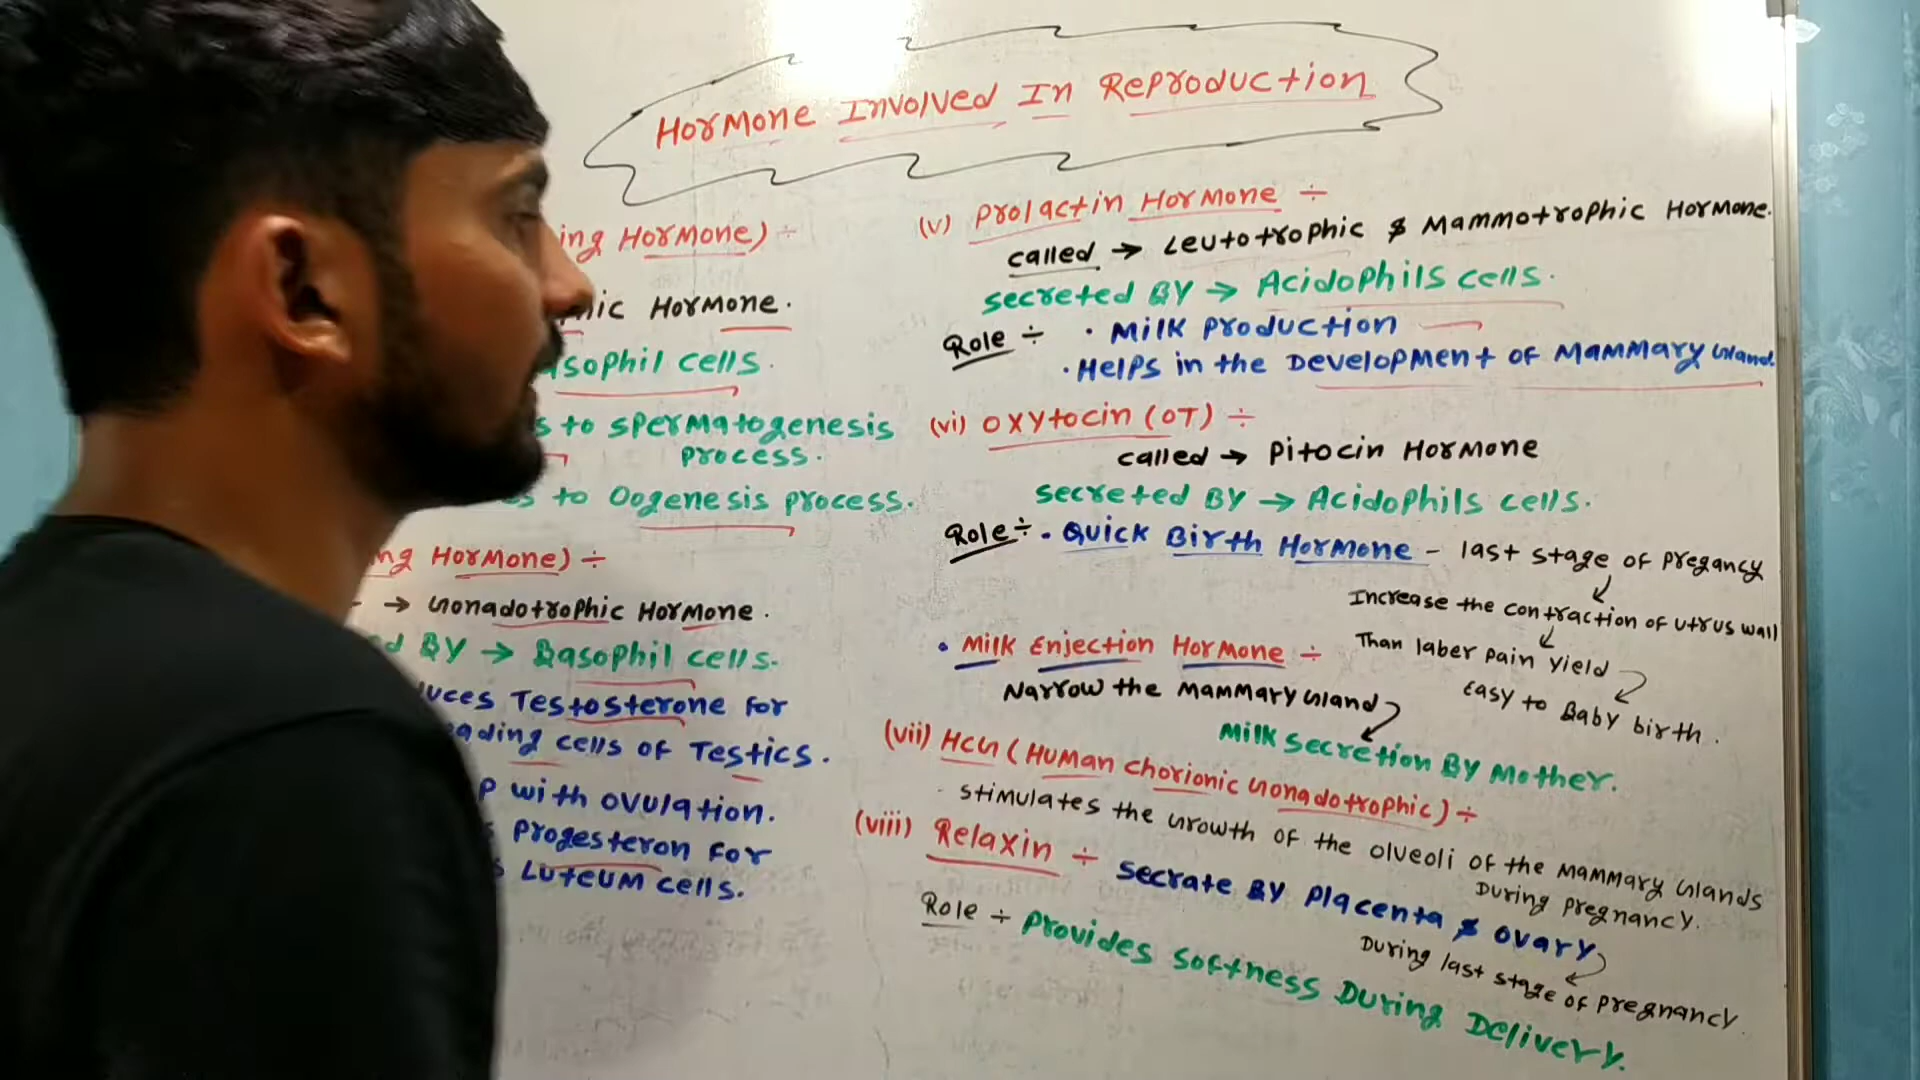 Hormone Involved In Reproduction
ing Hormone) ÷
hic Hormone.
asophil cells.
s to spermatogenesis
process.
es to Oogenesis process.
ng Hormone) ÷
→ Gonadotrophic Hormone.
d By → Basophil cells.
uces Testosterone for
eading cells of Testics.
p with ovulation.
s Progesteron for
s Luteum cells.
(v) Prolactin Hormone ÷
called → Leutotrophic & Mammotrophic Hormone.
secreted By → Acidophils cells.
Role ÷ • Milk production
• Helps in the Development of Mammary Gland.
(vi) Oxytocin (OT) ÷
called → Pitocin Hormone
secreted By → Acidophils cells.
Role ÷ • Quick Birth Hormone - last stage of pregancy
↓
Increase the contraction of utrus wall
↓
Than laber pain yield
Easy to Baby birth.
• Milk Enjection Hormone ÷
Narrow the mammary Gland
Milk secretion By Mother.
(vii) HCG (Human Chorionic Gonadotrophic) ÷
• stimulates the Growth of the olveoli of the mammary Glands
During pregnancy.
(viii) Relaxin ÷ secrate By placenta & ovary
During last stage of pregnancy
Role ÷ Provides Softness During Delivery.